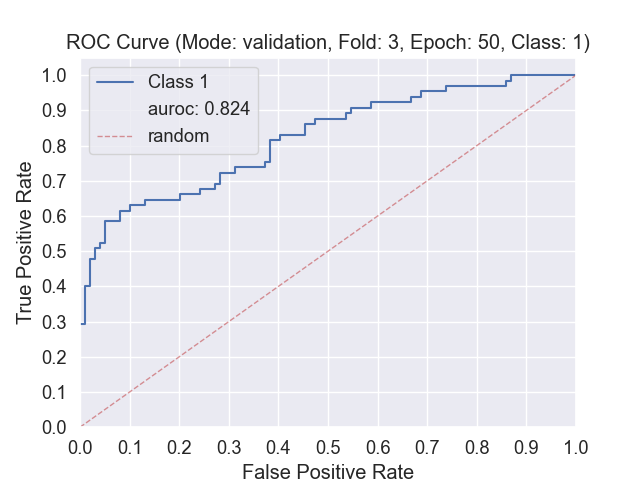 ROC Curve (Mode: validation, Fold: 3, Epoch: 50, Class: 1)
Class 1
auroc: 0.824
random
True Positive Rate
1.0
0.9
0.8
0.7
0.6
0.5
0.4
0.3
0.2
0.1
0.0
0.0 0.1 0.2 0.3 0.4 0.5 0.6 0.7 0.8 0.9 1.0
False Positive Rate